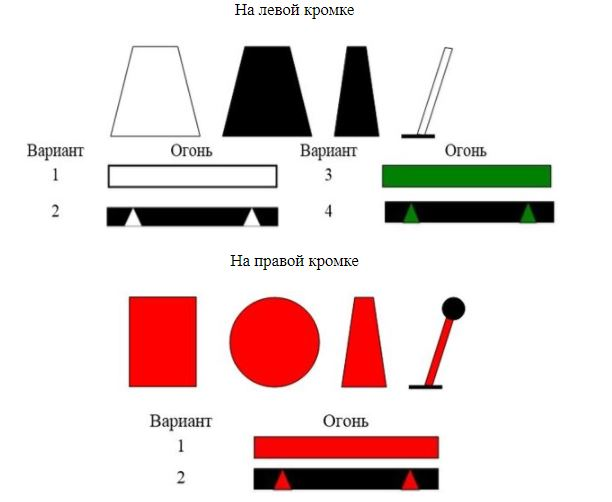 На левой кромке
Вариант Огонь Вариант Огонь
1 3
2 4
На правой кромке
Вариант Огонь
1
2